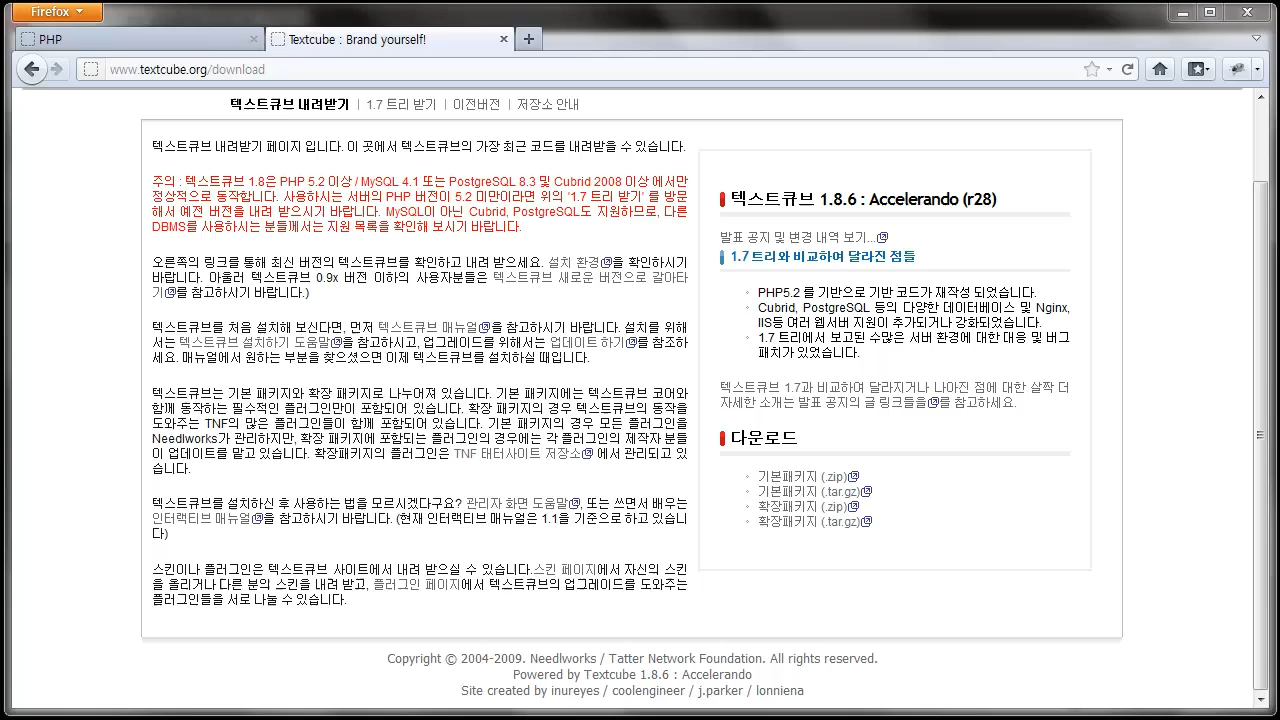 Firefox
PHP
Textcube : Brand yourself!
www.textcube.org/download
텍스트큐브 내려받기 | 1.7 트리 받기 | 이전버전 | 저장소 안내
텍스트큐브 내려받기 페이지 입니다. 이 곳에서 텍스트큐브의 가장 최근 코드를 내려받을 수 있습니다.
주의 : 텍스트큐브 1.8은 PHP 5.2 이상 / MySQL 4.1 또는 PostgreSQL 8.3 및 Cubrid 2008 이상 에서만
정상적으로 동작합니다. 사용하시는 서버의 PHP 버전이 5.2 미만이라면 위의 '1.7 트리 받기' 를 방문
해서 예전 버전을 내려 받으시기 바랍니다. MySQL이 아닌 Cubrid, PostgreSQL도 지원하므로, 다른
DBMS를 사용하시는 분들께서는 지원 목록을 확인해 보시기 바랍니다.
오른쪽의 링크를 통해 최신 버전의 텍스트큐브를 확인하고 내려 받으세요. 설치 환경을 확인하시기
바랍니다. 아울러 텍스트큐브 0.9x 버전 이하의 사용자분들은 텍스트큐브 새로운 버전으로 갈아타
기를 참고하시기 바랍니다.)
텍스트큐브를 처음 설치해 보신다면, 먼저 텍스트큐브 매뉴얼을 참고하시기 바랍니다. 설치를 위해
서는 텍스트큐브 설치하기 도움말을 참고하시고, 업그레이드를 위해서는 업데이트 하기를 참조하
세요. 매뉴얼에서 원하는 부분을 찾으셨으면 이제 텍스트큐브를 설치하실 때입니다.
텍스트큐브는 기본 패키지와 확장 패키지로 나누어져 있습니다. 기본 패키지에는 텍스트큐브 코어와
함께 동작하는 필수적인 플러그인만이 포함되어 있습니다. 확장 패키지의 경우 텍스트큐브의 동작을
도와주는 TNF의 많은 플러그인들이 함께 포함되어 있습니다. 기본 패키지의 경우 모든 플러그인을
Needlworks가 관리하지만, 확장 패키지에 포함되는 플러그인의 경우에는 각 플러그인의 제작자 분들
이 업데이트를 맡고 있습니다. 확장패키지의 플러그인은 TNF 태터사이트 저장소 에서 관리되고 있
습니다.
텍스트큐브를 설치하신 후 사용하는 법을 모르시겠다구요? 관리자 화면 도움말, 또는 쓰면서 배우는
인터랙티브 매뉴얼을 참고하시기 바랍니다. (현재 인터랙티브 매뉴얼은 1.1을 기준으로 하고 있습니
다)
스킨이나 플러그인은 텍스트큐브 사이트에서 내려 받으실 수 있습니다.스킨 페이지에서 자신의 스킨
을 올리거나 다른 분의 스킨을 내려 받고, 플러그인 페이지에서 텍스트큐브의 업그레이드를 도와주는
플러그인들을 서로 나눌 수 있습니다.
텍스트큐브 1.8.6 : Accelerando (r28)
발표 공지 및 변경 내역 보기...
1.7 트리와 비교하여 달라진 점들
PHP5.2 를 기반으로 기반 코드가 재작성 되었습니다.
Cubrid, PostgreSQL 등의 다양한 데이터베이스 및 Nginx,
IIS등 여러 웹서버 지원이 추가되거나 강화되었습니다.
1.7 트리에서 보고된 수많은 서버 환경에 대한 대응 및 버그
패치가 있었습니다.
텍스트큐브 1.7과 비교하여 달라지거나 나아진 점에 대한 살짝 더
자세한 소개는 발표 공지의 글 링크들을를 참고하세요.
다운로드
기본패키지 (.zip)
기본패키지 (.tar.gz)
확장패키지 (.zip)
확장패키지 (.tar.gz)
Copyright © 2004-2009. Needlworks / Tatter Network Foundation. All rights reserved.
Powered by Textcube 1.8.6 : Accelerando
Site created by inureyes / coolengineer / j.parker / lonniena